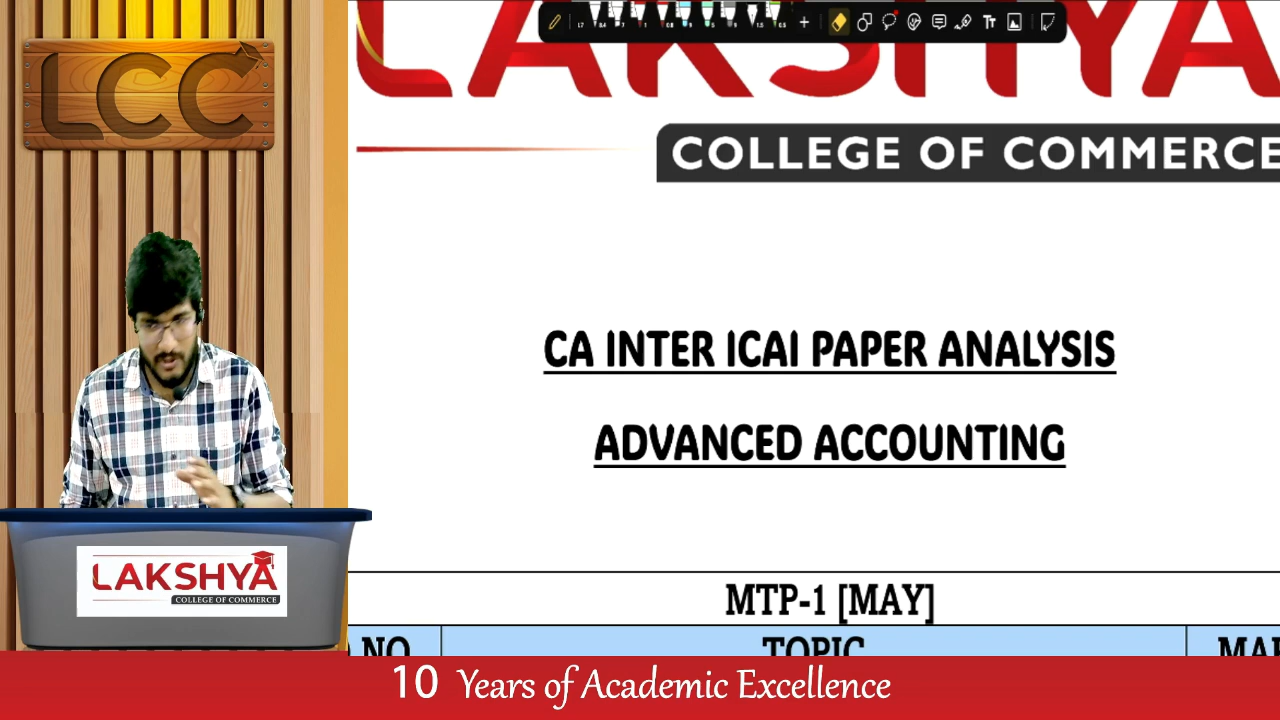 LCC
LAKSHYA
COLLEGE OF COMMERCE
CA INTER ICAI PAPER ANALYSIS
ADVANCED ACCOUNTING
MTP-1 [MAY]
NO
TOPIC
LAKSHYA
COLLEGE OF COMMERCE
10 Years of Academic Excellence